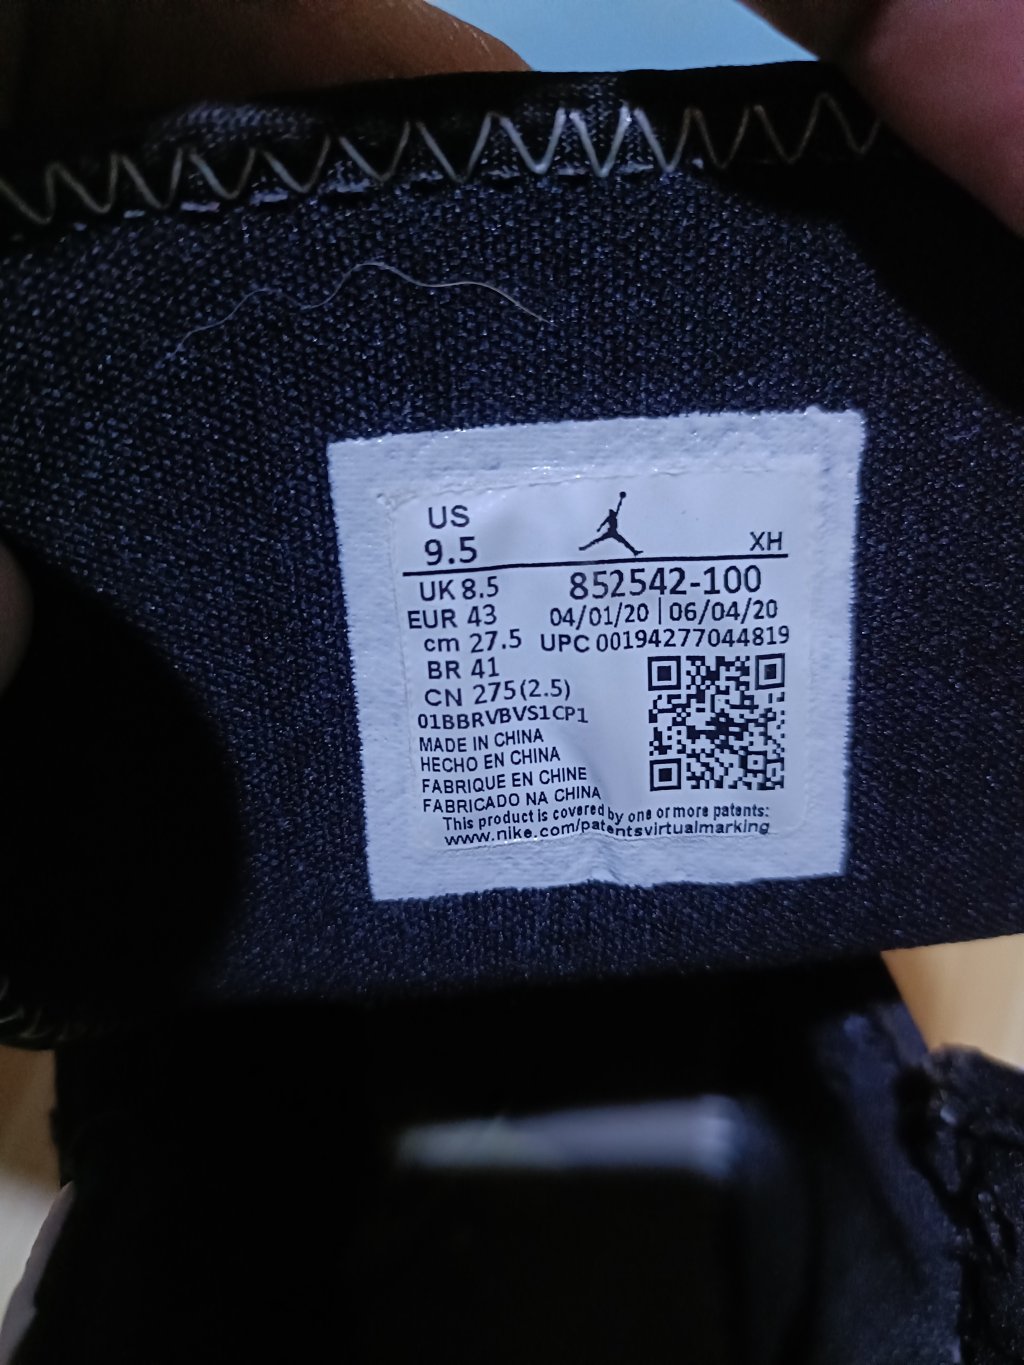 US
9.5
XH
UK 8.5
852542-100
EUR 43
04/01/20 | 06/04/20
cm 27.5
UPC 00194277044819
BR 41
CN 275(2.5)
01BBRVBVS1CP1
MADE IN CHINA
HECHO EN CHINA
FABRIQUE EN CHINE
FABRICADO NA CHINA
This product is covered by one or more patents:
www.nike.com/patentsvirtualmarking